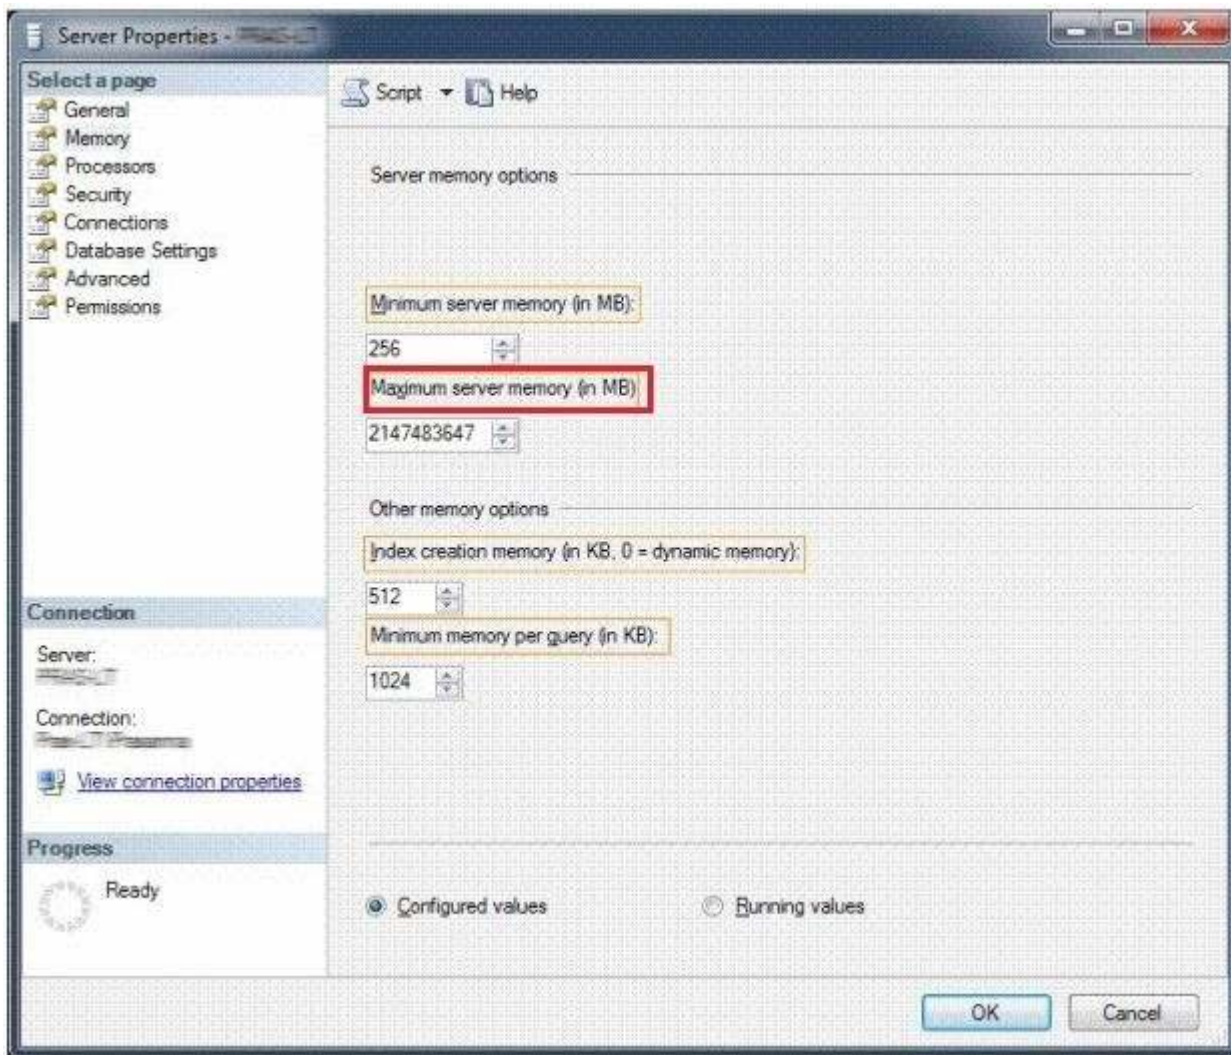 Server Properties -
Select a page
General
Memory
Processors
Security
Connections
Database Settings
Advanced
Permissions
Connection
Server:
Connection:
View connection properties
Progress
Ready
Script
Help
Server memory options
Minimum server memory (in MB):
256
Maximum server memory (in MB)
2147483647
Other memory options
Index creation memory (in KB, 0 = dynamic memory):
512
Minimum memory per query (in KB):
1024
Configured values
Running values
OK
Cancel